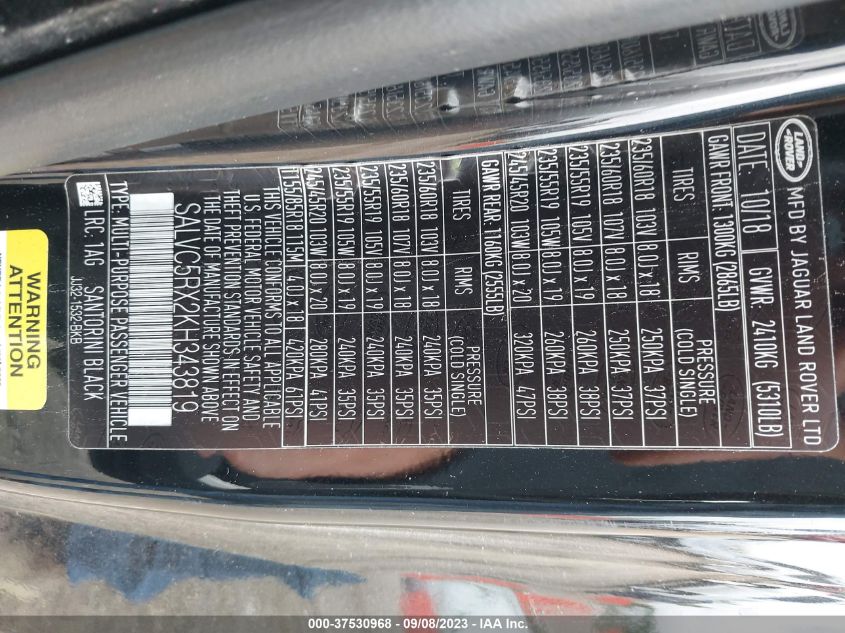 LAND-
ROVER
MFD BY JAGUAR LAND ROVER LTD
DATE: 10/18 GVWR: 2410KG (5310LB)
GAWR FRONT: 1300KG (2865LB)
TIRES RIMS PRESSURE (COLD SINGLE)
235/60R18 103V 8.0J x 18 250KPA 37PSI
235/60R18 107V 8.0J x 18 250KPA 37PSI
235/55R19 105V 8.0J x 19 260KPA 38PSI
235/55R19 105W 8.0J x 19 260KPA 38PSI
245/45R20 103W 8.0J x 20 320KPA 47PSI
GAWR REAR: 1160KG (2555LB)
TIRES RIMS PRESSURE (COLD SINGLE)
235/60R18 103V 8.0J x 18 240KPA 35PSI
235/60R18 107V 8.0J x 18 240KPA 35PSI
235/55R19 105V 8.0J x 19 240KPA 35PSI
235/55R19 105W 8.0J x 19 240KPA 35PSI
245/45R20 103W 8.0J x 20 280KPA 41PSI
T155/85R18 115M 4.0J x 18 420KPA 61PSI
THIS VEHICLE CONFORMS TO ALL APPLICABLE
U.S. FEDERAL MOTOR VEHICLE SAFETY AND
THEFT PREVENTION STANDARDS IN EFFECT ON
THE DATE OF MANUFACTURE SHOWN ABOVE
SALVC5BX2KH343819
TYPE: MULTI-PURPOSE PASSENGER VEHICLE
LRC. 1AG SANTORIN BLACK
JJ32-1532-BKB
WARNING
ATTENTION
000-37530968 - 09/08/2023 - © IAA Inc.